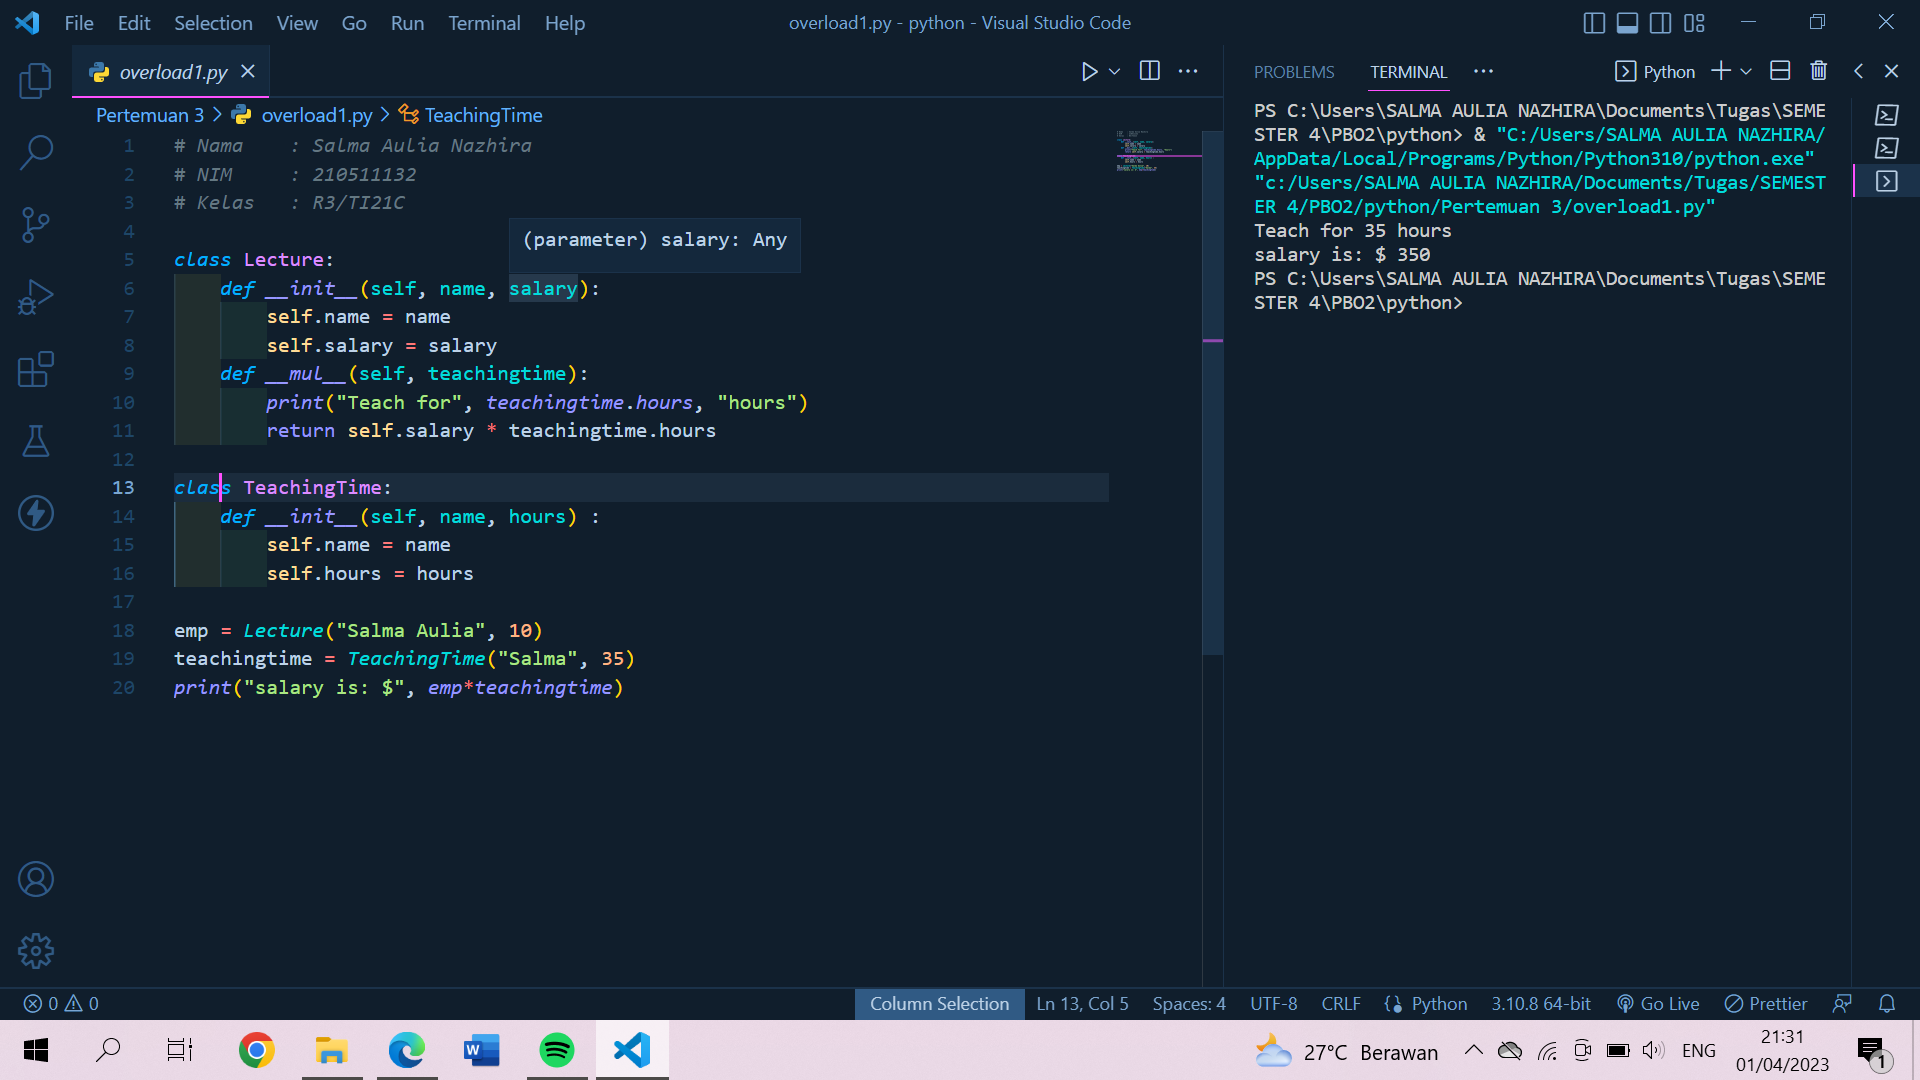 File Edit Selection View Go Run Terminal Help
overload1.py - python - Visual Studio Code
overload1.py
Pertemuan 3 > overload1.py > TeachingTime
1 # Nama     : Salma Aulia Nazhira
2 # NIM      : 210511132
3 # Kelas    : R3/TI21C
4
(parameter) salary: Any
5 class Lecture:
6     def __init__(self, name, salary):
7         self.name = name
8         self.salary = salary
9     def __mul__(self, teachingtime):
10         print("Teach for", teachingtime.hours, "hours")
11         return self.salary * teachingtime.hours
12
13 class TeachingTime:
14     def __init__(self, name, hours) :
15         self.name = name
16         self.hours = hours
17
18 emp = Lecture("Salma Aulia", 10)
19 teachingtime = TeachingTime("Salma", 35)
20 print("salary is: $", emp*teachingtime)
PROBLEMS TERMINAL ··· Python
PS C:\Users\SALMA AULIA NAZHIRA\Documents\Tugas\SEME
STER 4\PBO2\python> & "C:/Users/SALMA AULIA NAZHIRA/
AppData/Local/Programs/Python/Python310/python.exe"
"c:/Users/SALMA AULIA NAZHIRA/Documents/Tugas/SEMEST
ER 4/PBO2/python/Pertemuan 3/overload1.py"
Teach for 35 hours
salary is: $ 350
PS C:\Users\SALMA AULIA NAZHIRA\Documents\Tugas\SEME
STER 4\PBO2\python>
0 0 Column Selection Ln 13, Col 5 Spaces: 4 UTF-8 CRLF Python 3.10.8 64-bit Go Live Prettier
27°C Berawan ENG
21:31
01/04/2023
1